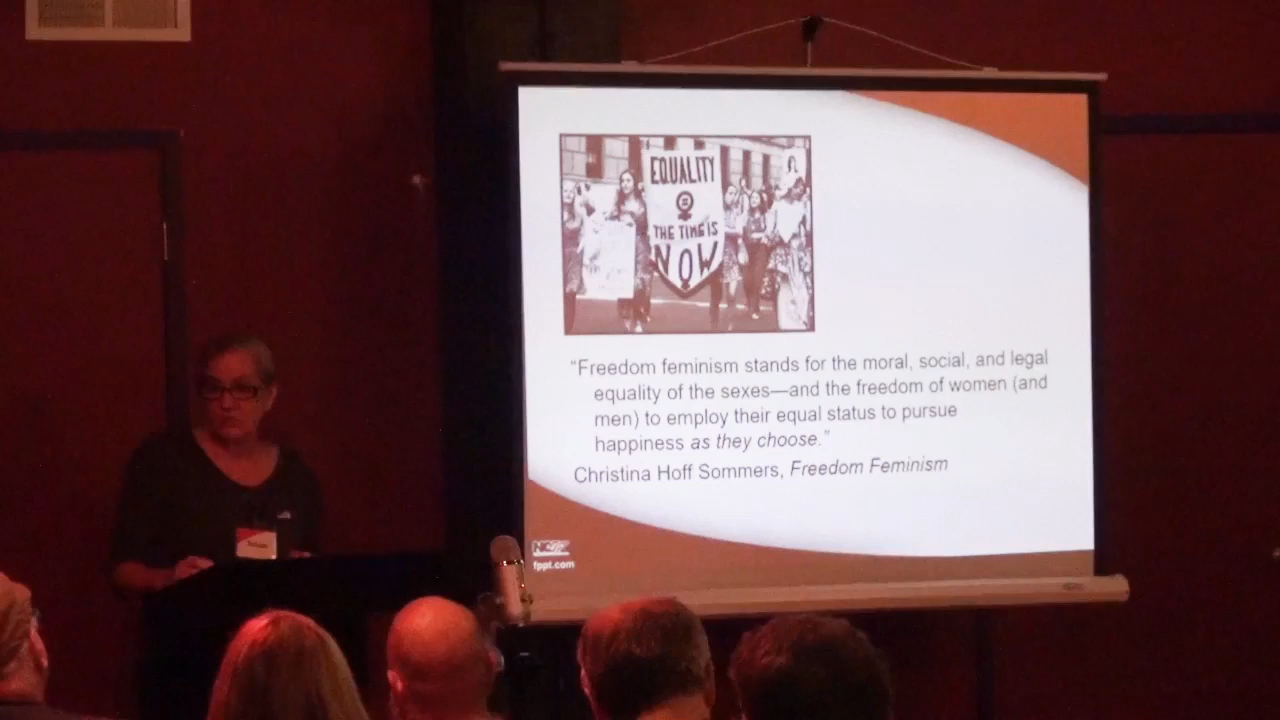 EQUALITY
THE TIME IS
NOW
“Freedom feminism stands for the moral, social, and legal
equality of the sexes—and the freedom of women (and
men) to employ their equal status to pursue
happiness as they choose.”
Christina Hoff Sommers, Freedom Feminism
fppt.com